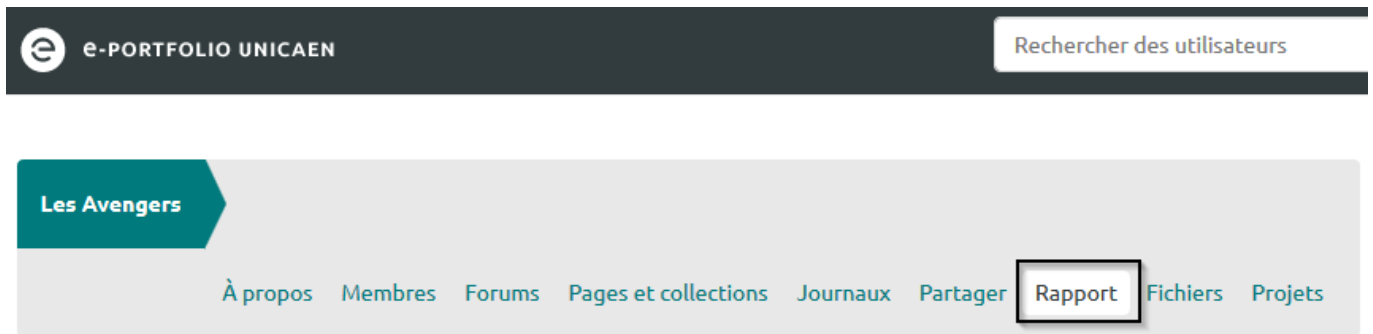 e-PORTFOLIO UNICAEN
Rechercher des utilisateurs
Les Avengers
À propos Membres Forums Pages et collections Journaux Partager Rapport Fichiers Projets